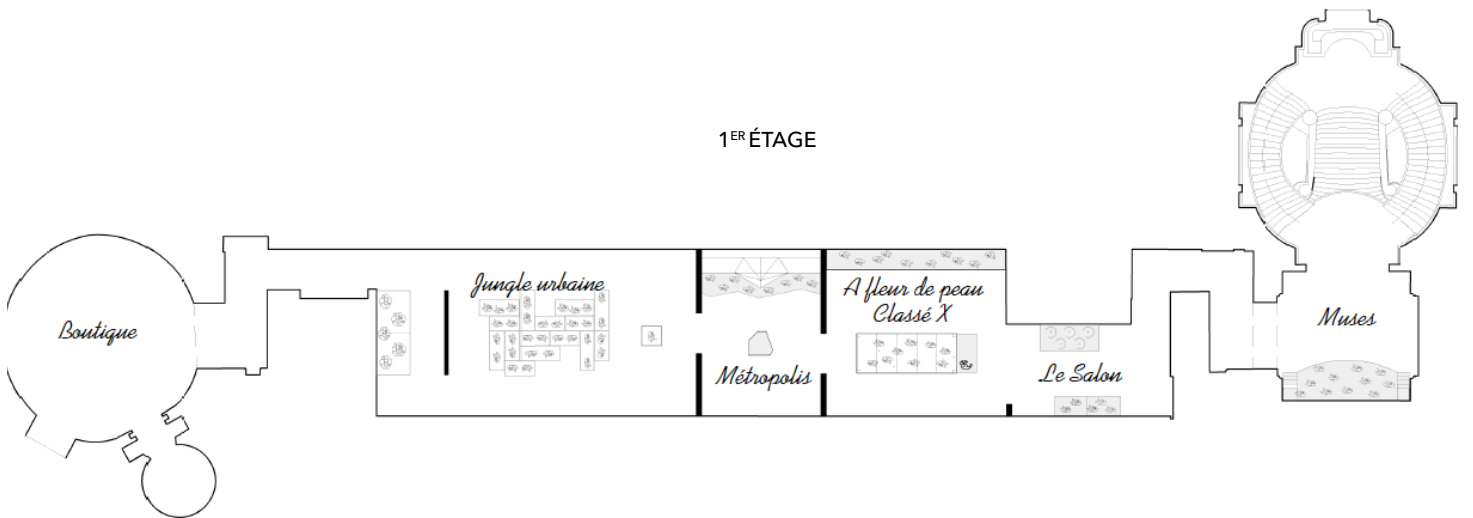 1ER ÉTAGE
Jungle urbaine
A fleur de peau
Classé X
Boutique
Muses
Métropolis
Le Salon